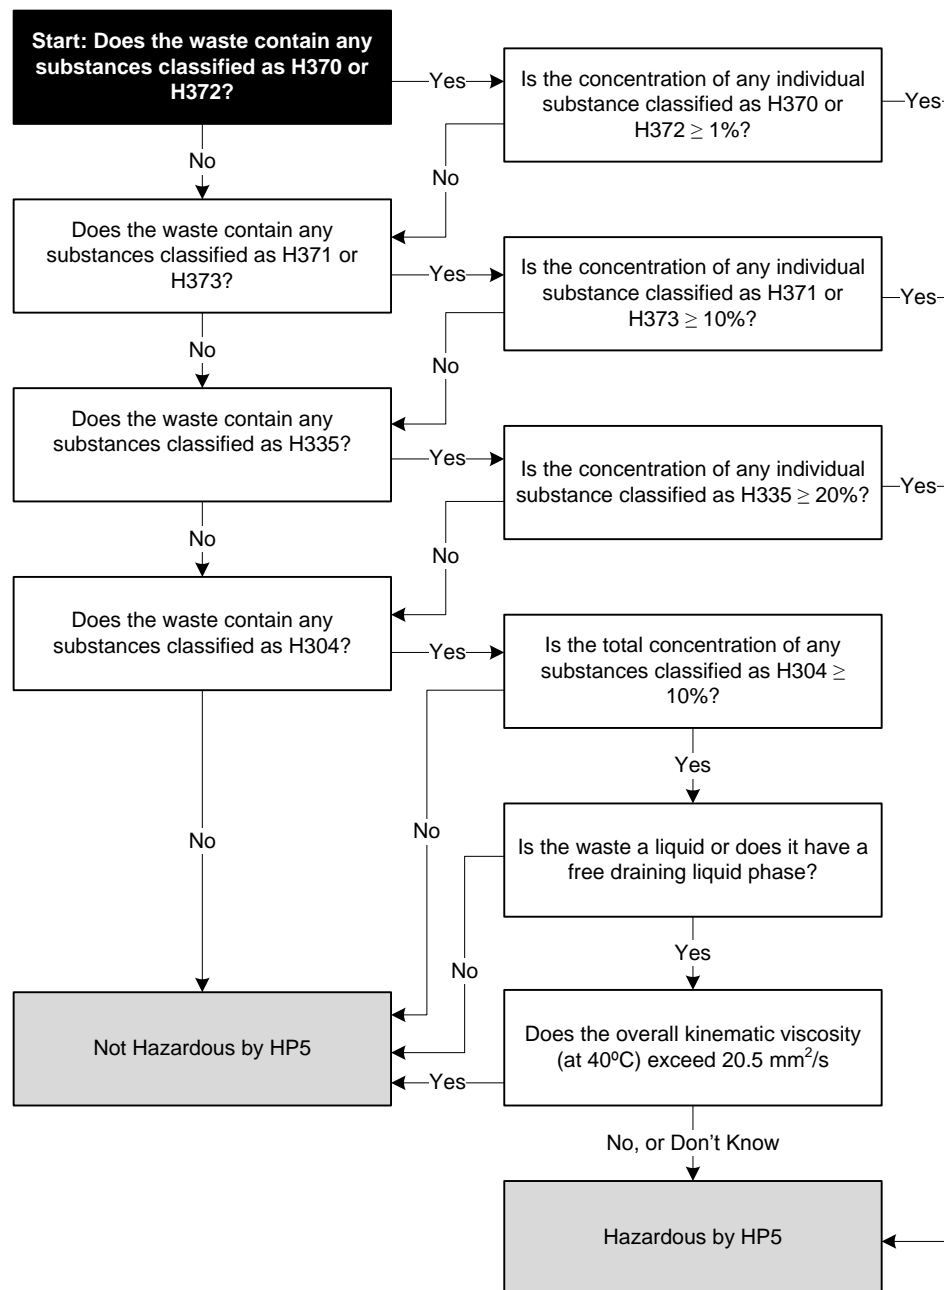 Start: Does the waste contain any
substances classified as H370 or
H372?
Yes
Is the concentration of any individual
substance classified as H370 or
H372 ≥ 1%?
Yes
No
No
Does the waste contain any
substances classified as H371 or
H373?
Yes
Is the concentration of any individual
substance classified as H371 or
H373 ≥ 10%?
Yes
No
No
Does the waste contain any
substances classified as H335?
Yes
Is the concentration of any individual
substance classified as H335 ≥ 20%?
Yes
No
No
Does the waste contain any
substances classified as H304?
Yes
Is the total concentration of any
substances classified as H304 ≥
10%?
Yes
No
No
Is the waste a liquid or does it have a
free draining liquid phase?
Yes
No
Not Hazardous by HP5
Does the overall kinematic viscosity
(at 40ºC) exceed 20.5 mm²/s
Yes
No, or Don’t Know
Hazardous by HP5